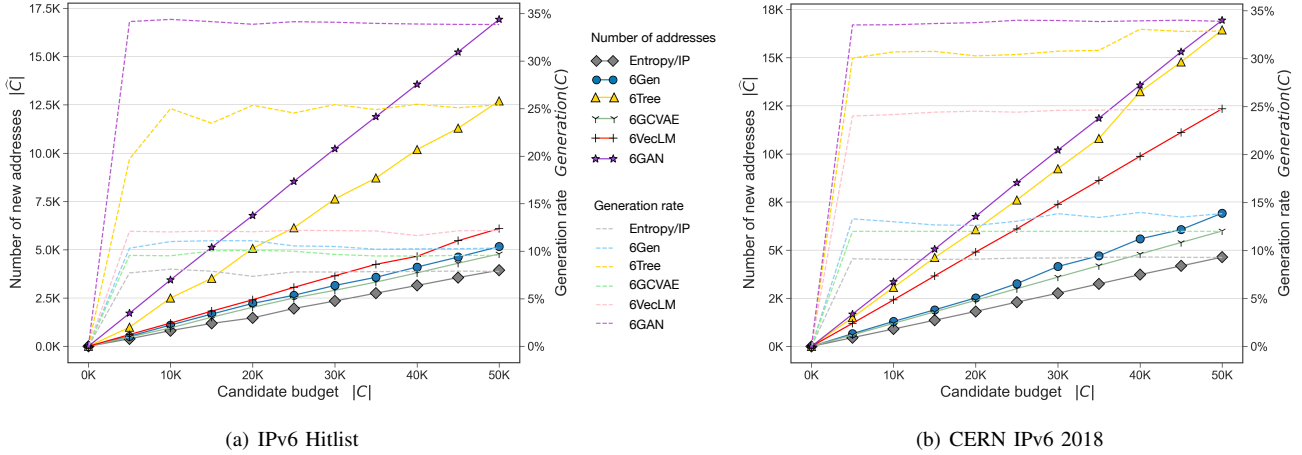 17.5K
15.0K
12.5K
10.0K
7.5K
5.0K
2.5K
0.0K
Number of new addresses |Ĉ|
0K
10K
20K
30K
40K
50K
Candidate budget |C|
35%
30%
25%
20%
15%
10%
5%
0%
Generation rate Generation(C)
(a) IPv6 Hitlist
Number of addresses
Entropy/IP
6Gen
6Tree
6GCVAE
6VecLM
6GAN
Generation rate
Entropy/IP
6Gen
6Tree
6GCVAE
6VecLM
6GAN
18K
15K
12K
10K
8K
5K
2K
0K
Number of new addresses |Ĉ|
0K
10K
20K
30K
40K
50K
Candidate budget |C|
35%
30%
25%
20%
15%
10%
5%
0%
Generation rate Generation(C)
(b) CERN IPv6 2018